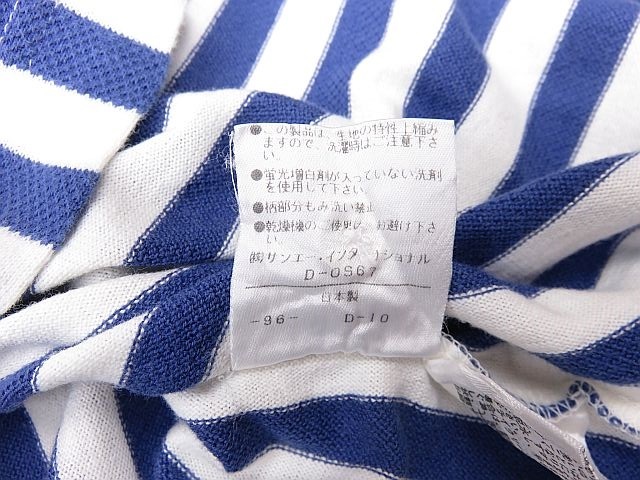 ●この製品は、生地の特性上縮み
ますので、洗濯時はご注意下さ
い。
●蛍光増白剤が入っていない洗剤
を使用して下さい。
●柄部分もみ洗い禁止
●乾燥機のご使用はお避け下さ
い。
㈱サンエー・インターナショナル
D-0S67
日本製
-96- D-10